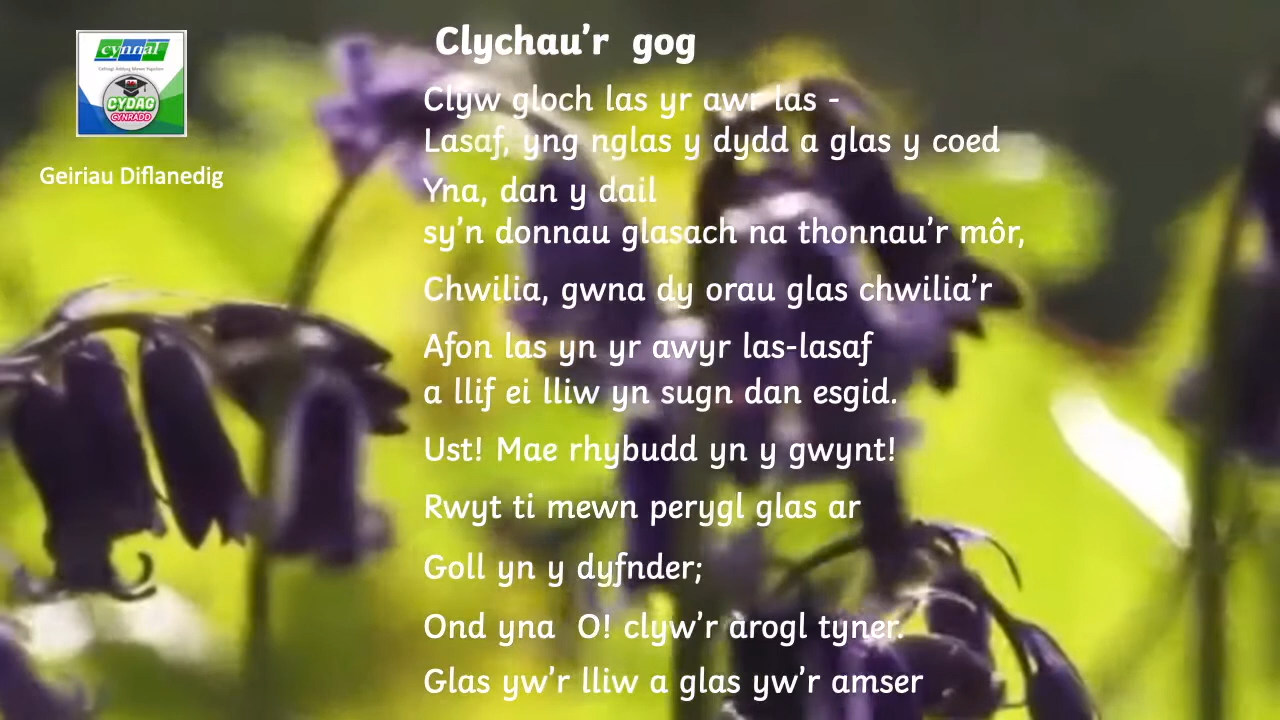 Clychau'r gog
cynnal
CYDAG
CYNRADD
Geiriau Diflanedig
Clyw gloch las yr awr las -
Lasaf, yng nglas y dydd a glas y coed
Yna, dan y dail
sy'n donnau glasach na thonnau'r môr,
Chwilia, gwna dy orau glas chwilia'r
Afon las yn yr awyr las-lasaf
a llif ei lliw yn sugn dan esgid.
Ust! Mae rhybudd yn y gwynt!
Rwyt ti mewn perygl glas ar
Goll yn y dyfnder;
Ond yna O! clyw'r arogl tyner.
Glas yw'r lliw a glas yw'r amser